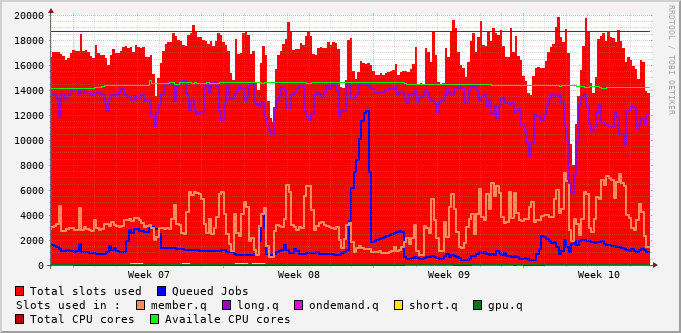 20000
18000
16000
14000
12000
10000
8000
6000
4000
2000
0
Week 07 Week 08 Week 09 Week 10
RRDTOOL / TOBI OETIKER
Total slots used Queued Jobs
Slots used in : member.q long.q ondemand.q short.q gpu.q
Total CPU cores Availale CPU cores